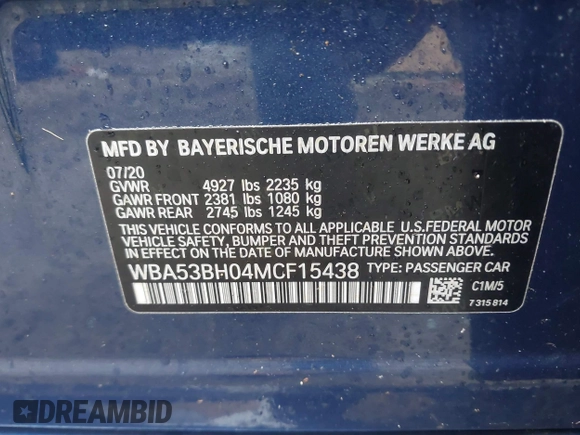 MFD BY BAYERISCHE MOTOREN WERKE AG
07/20
GVWR 4927 lbs 2235 kg
GAWR FRONT 2381 lbs 1080 kg
GAWR REAR 2745 lbs 1245 kg
THIS VEHICLE CONFORMS TO ALL APPLICABLE U.S.FEDERAL MOTOR
VEHICLE SAFETY, BUMPER AND THEFT PREVENTION STANDARDS
IN EFFECT ON THE DATE OF MANUFACTURE SHOWN ABOVE.
WBA53BH04MCF15438 TYPE: PASSENGER CAR
C1M/5
7 315 814
DREAMBID